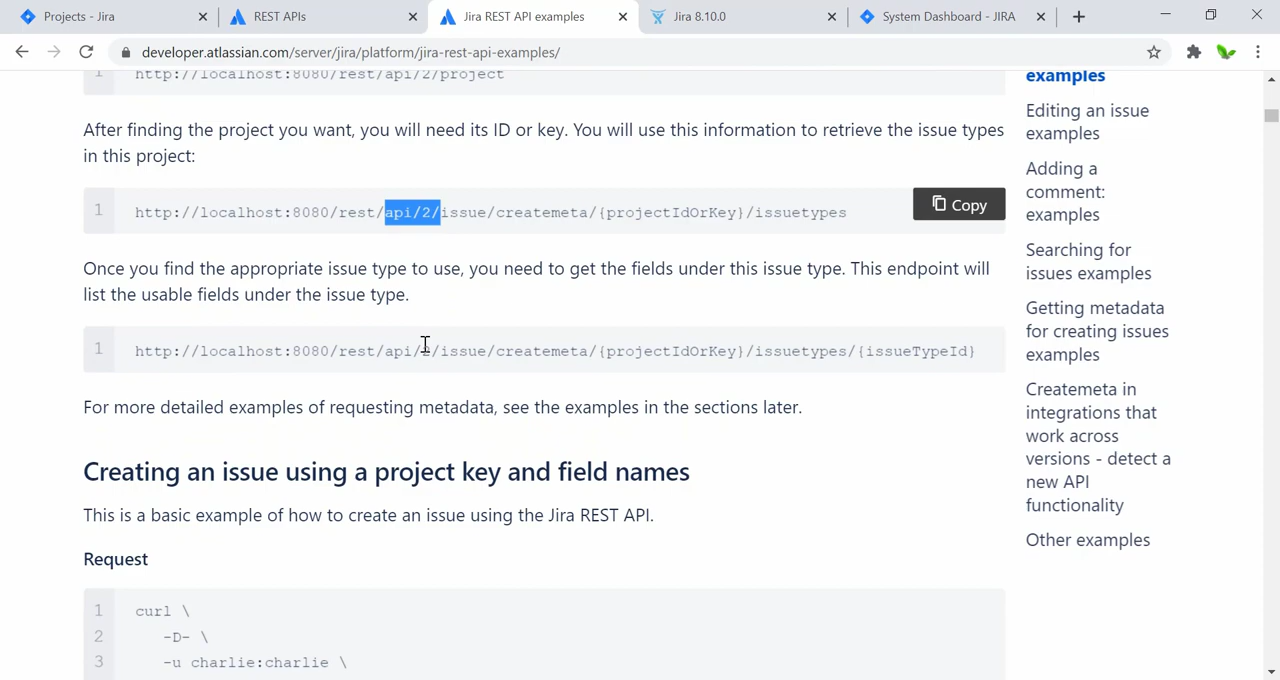 Projects - Jira
REST APIs
Jira REST API examples
Jira 8.10.0
System Dashboard - JIRA
developer.atlassian.com/server/jira/platform/jira-rest-api-examples/
1 http://localhost:8080/rest/api/2/project
After finding the project you want, you will need its ID or key. You will use this information to retrieve the issue types
in this project:
1 http://localhost:8080/rest/api/2/issue/createmeta/{projectIdOrKey}/issuetypes
Copy
Once you find the appropriate issue type to use, you need to get the fields under this issue type. This endpoint will
list the usable fields under the issue type.
1 http://localhost:8080/rest/api/2/issue/createmeta/{projectIdOrKey}/issuetypes/{issueTypeId}
For more detailed examples of requesting metadata, see the examples in the sections later.
Creating an issue using a project key and field names
This is a basic example of how to create an issue using the Jira REST API.
Request
1 curl \
2 -D- \
3 -u charlie:charlie \
examples
Editing an issue
examples
Adding a
comment:
examples
Searching for
issues examples
Getting metadata
for creating issues
examples
Createmeta in
integrations that
work across
versions - detect a
new API
functionality
Other examples